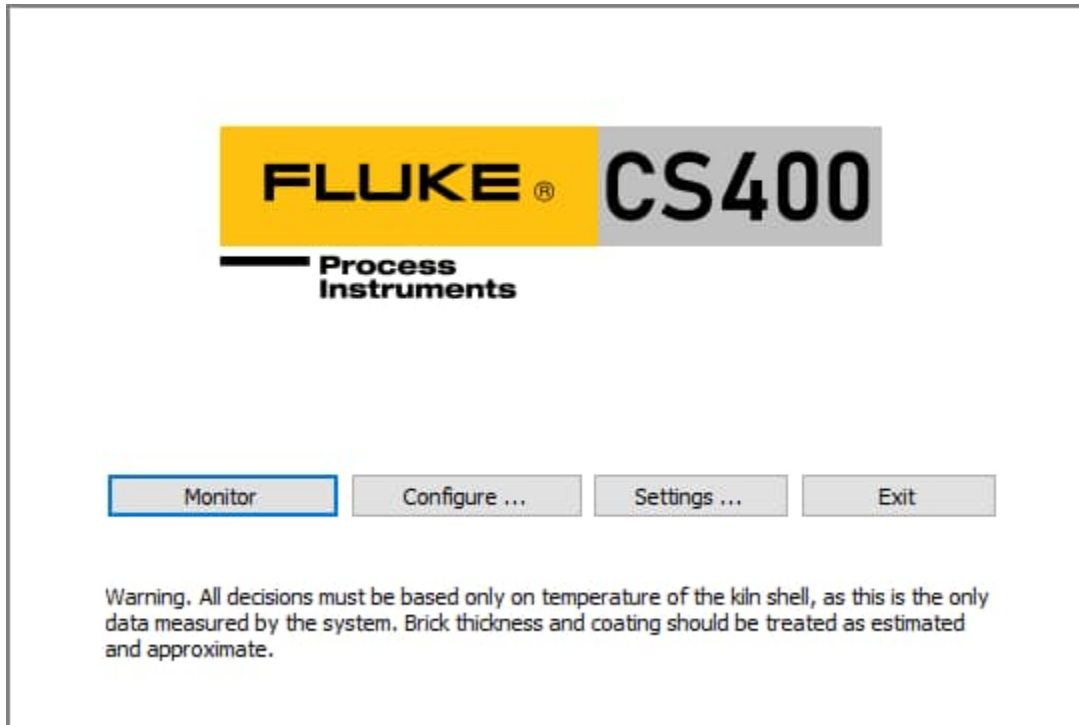 FLUKE ® CS400
Process
Instruments
Monitor Configure ... Settings ... Exit
Warning. All decisions must be based only on temperature of the kiln shell, as this is the only
data measured by the system. Brick thickness and coating should be treated as estimated
and approximate.